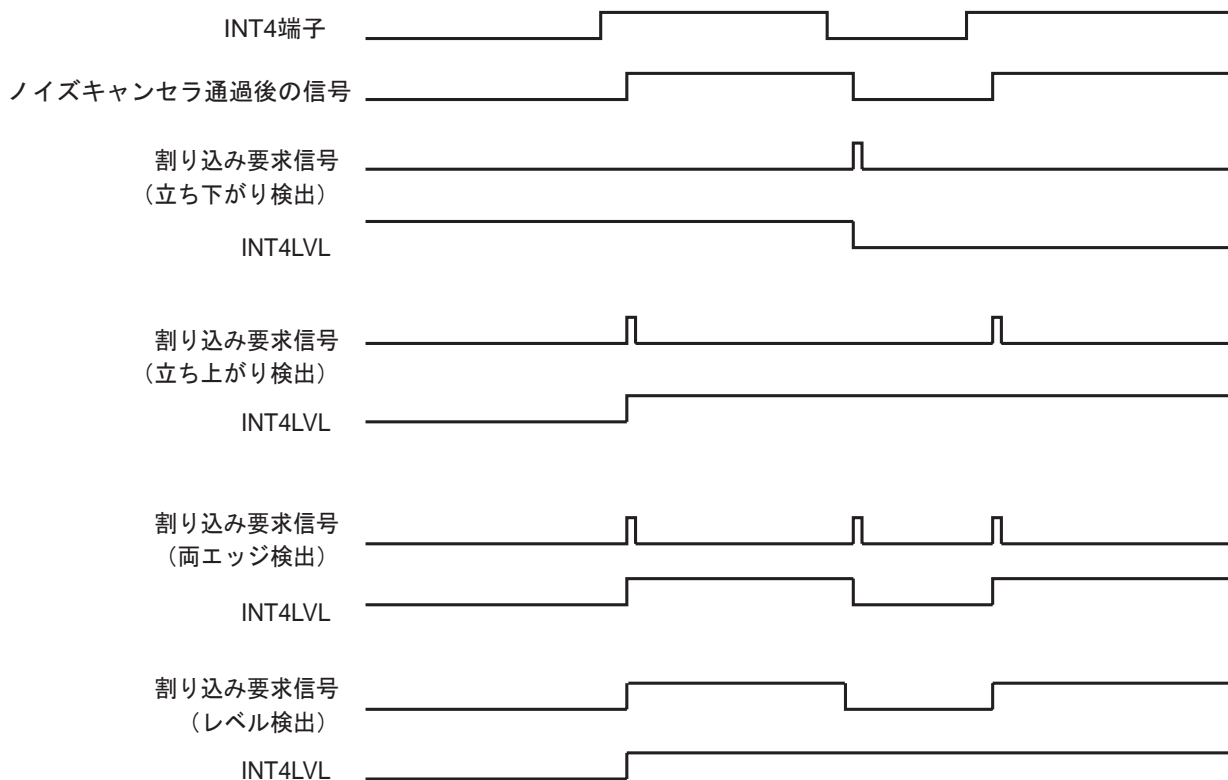 INT4端子
ノイズキャンセラ通過後の信号
割り込み要求信号
（立ち下がり検出）
INT4LVL
割り込み要求信号
（立ち上がり検出）
INT4LVL
割り込み要求信号
（両エッジ検出）
INT4LVL
割り込み要求信号
（レベル検出）
INT4LVL